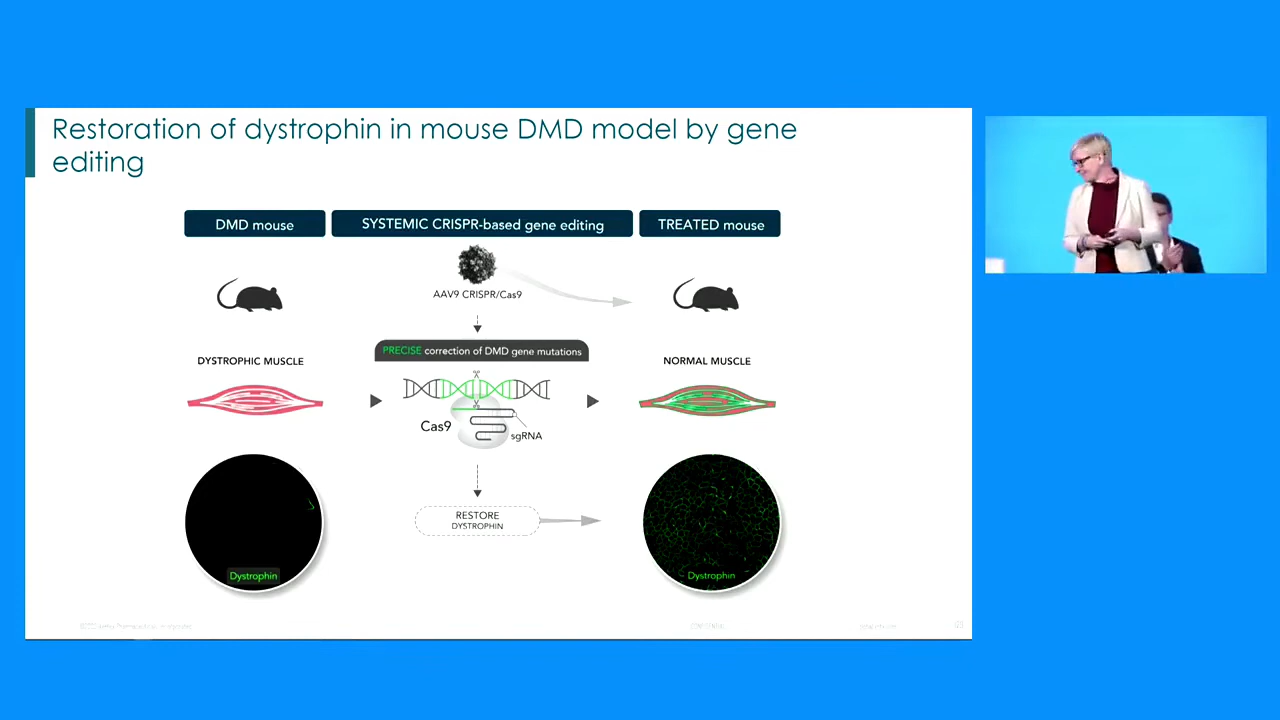 Restoration of dystrophin in mouse DMD model by gene
editing
DMD mouse
SYSTEMIC CRISPR-based gene editing
TREATED mouse
AAV9 CRISPR/Cas9
PRECISE correction of DMD gene mutations
DYSTROPHIC MUSCLE
NORMAL MUSCLE
Cas9
sgRNA
RESTORE
DYSTROPHIN
Dystrophin
Dystrophin